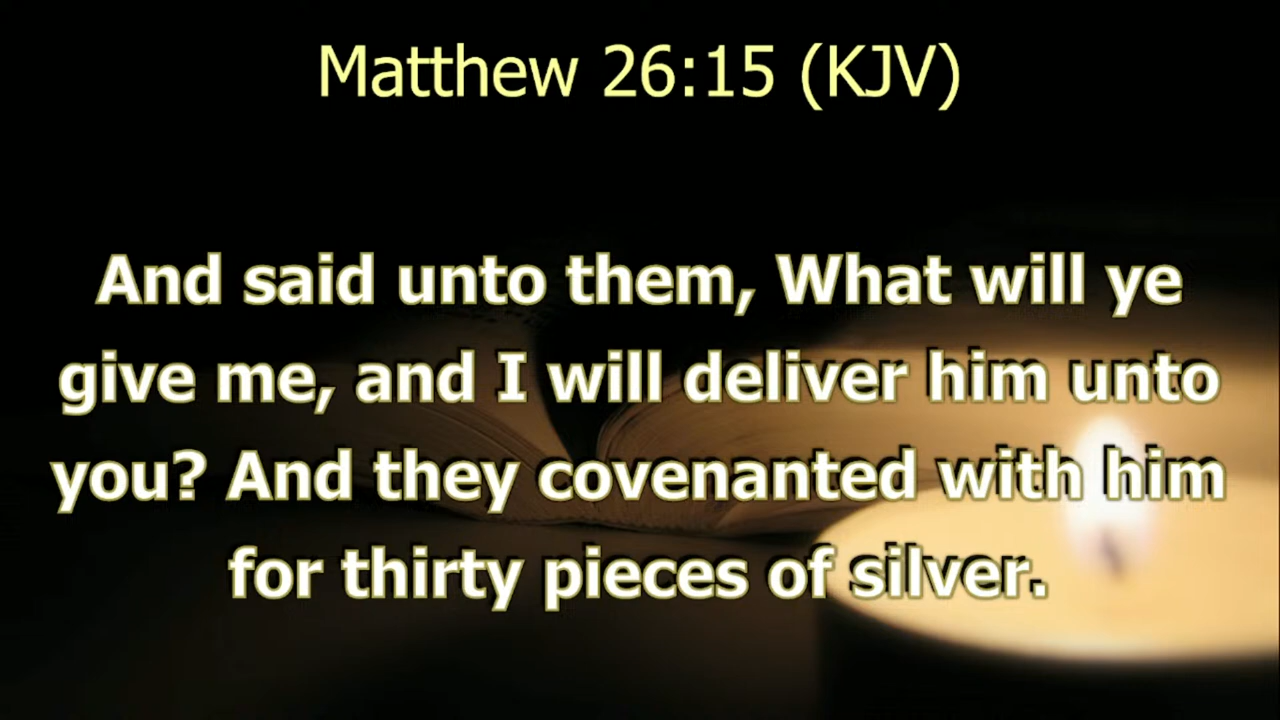 Matthew 26:15 (KJV)
And said unto them, What will ye
give me, and I will deliver him unto
you? And they covenanted with him
for thirty pieces of silver.